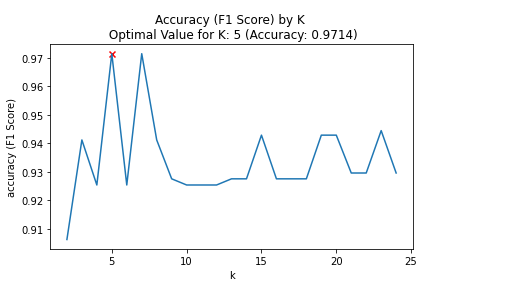 Accuracy (F1 Score) by K
Optimal Value for K: 5 (Accuracy: 0.9714)
accuracy (F1 Score)
0.97
0.96
0.95
0.94
0.93
0.92
0.91
5 10 15 20 25
k